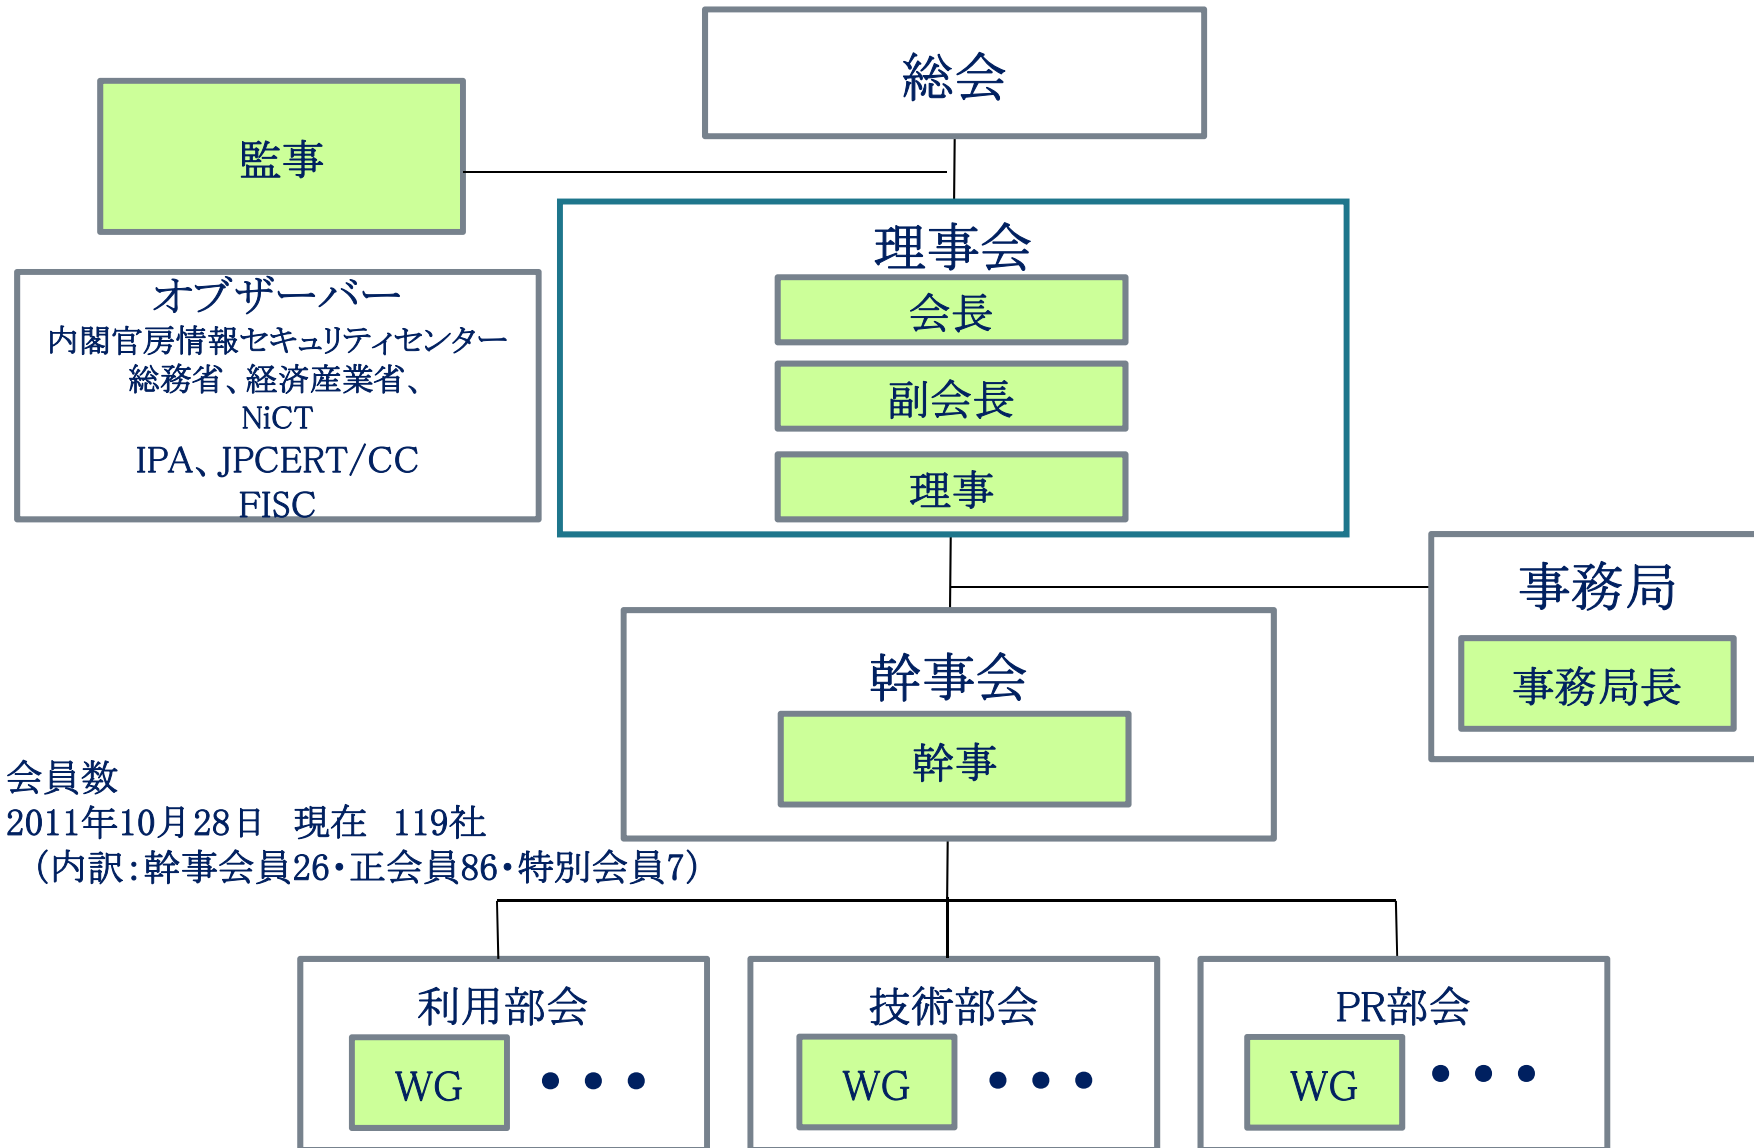 総会
監事
理事会
会長
副会長
理事
オブザーバー
内閣官房情報セキュリティセンター
総務省、経済産業省、
NiCT
IPA、JPCERT/CC
FISC
事務局
事務局長
幹事会
幹事
会員数
2011年10月28日　現在　119社
（内訳：幹事会員26・正会員86・特別会員7）
利用部会
WG ・・・
技術部会
WG ・・・
PR部会
WG ・・・